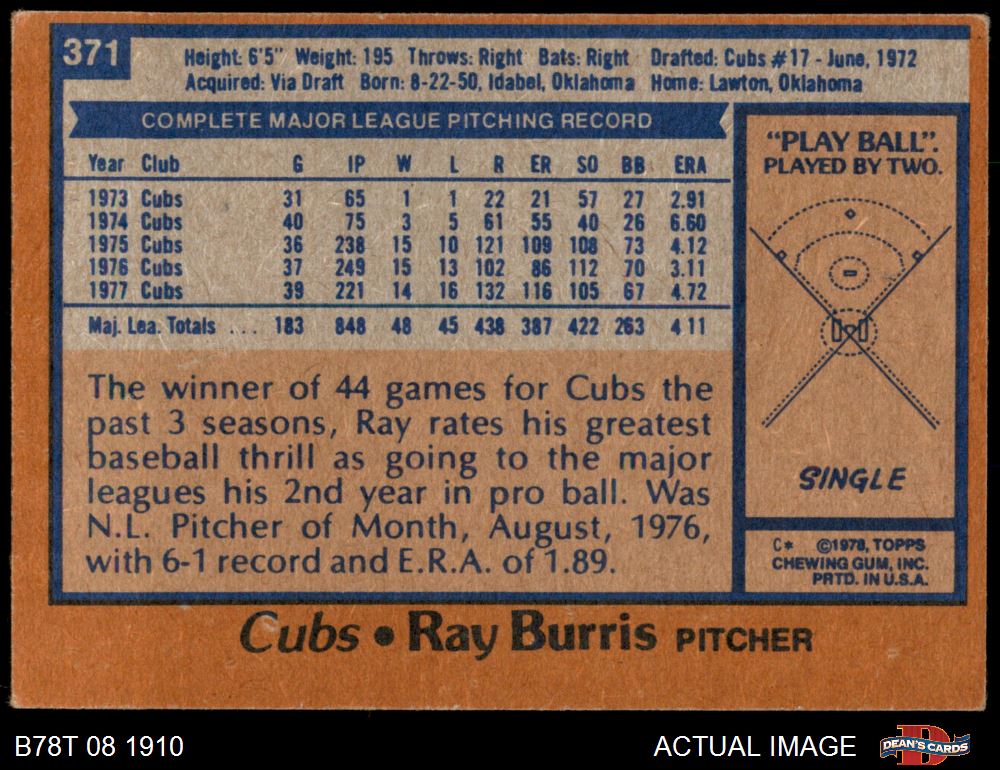 371
Height: 6'5" Weight: 195 Throws: Right Bats: Right Drafted: Cubs #17 - June, 1972
Acquired: Via Draft Born: 8-22-50, Idabel, Oklahoma Home: Lawton, Oklahoma
COMPLETE MAJOR LEAGUE PITCHING RECORD
Year Club G IP W L R ER SO BB ERA
1973 Cubs 31 65 1 1 22 21 57 27 2.91
1974 Cubs 40 75 3 5 61 55 40 26 6.60
1975 Cubs 36 238 15 10 121 109 108 73 4.12
1976 Cubs 37 249 15 13 102 86 112 70 3.11
1977 Cubs 39 221 14 16 132 116 105 67 4.72
Maj. Lea. Totals ... 183 848 48 45 438 387 422 263 4 11
The winner of 44 games for Cubs the
past 3 seasons, Ray rates his greatest
baseball thrill as going to the major
leagues his 2nd year in pro ball. Was
N.L. Pitcher of Month, August, 1976,
with 6-1 record and E.R.A. of 1.89.
"PLAY BALL":
PLAYED BY TWO.
SINGLE
C* ©1978, TOPPS
CHEWING GUM, INC.
PRTD. IN U.S.A.
Cubs • Ray Burris PITCHER
B78T 08 1910
ACTUAL IMAGE
DEAN'S CARDS